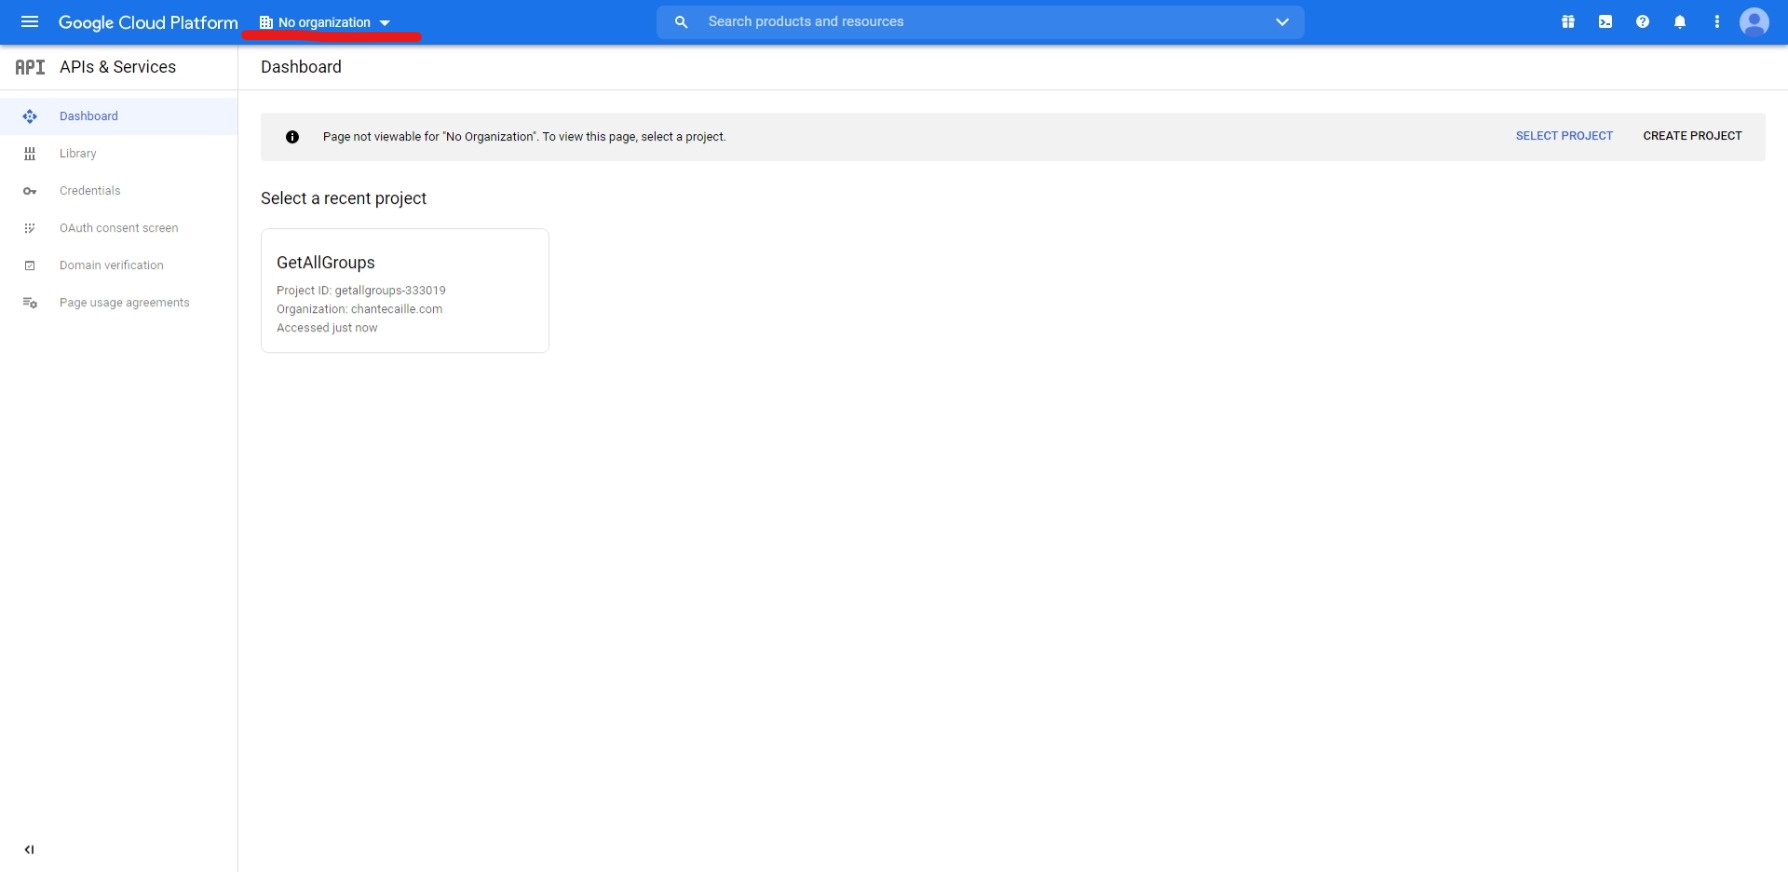 Google Cloud Platform
No organization
Search products and resources
API APIs & Services
Dashboard
Library
Credentials
OAuth consent screen
Domain verification
Page usage agreements
Dashboard
Page not viewable for "No Organization". To view this page, select a project.
SELECT PROJECT
CREATE PROJECT
Select a recent project
GetAllGroups
Project ID: getallgroups-333019
Organization: chantecaille.com
Accessed just now